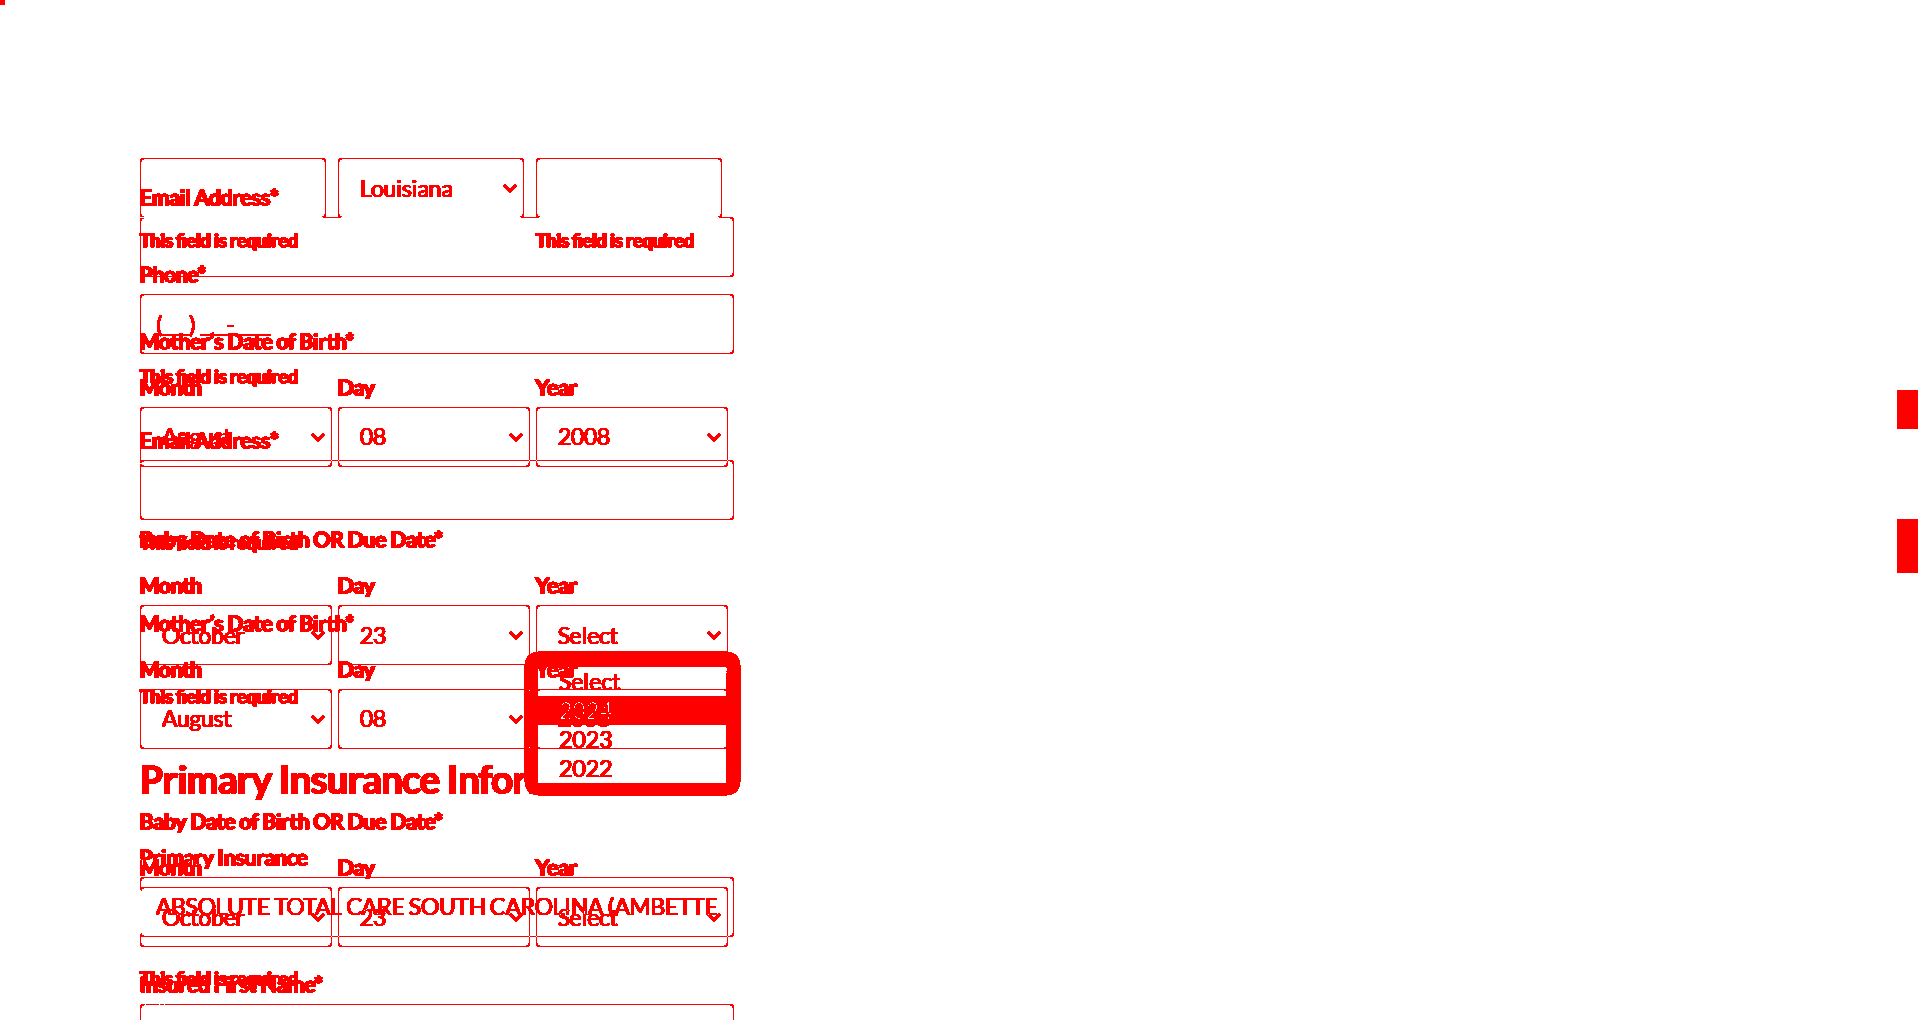 Louisiana
Email Address*
This field is required This field is required
Phone*
( ) -
Mother's Date of Birth*
This field is required
Month Day Year
August 08 2008
Email Address*
Baby Date of Birth OR Due Date*
This field is required
Month Day Year
Mother's Date of Birth*
October 23 Select
Month Day Year
Select
This field is required
2024
August 08
2023
2022
Primary Insurance Infor
Baby Date of Birth OR Due Date*
Primary Insurance
Month Day Year
ABSOLUTE TOTAL CARE SOUTH CAROLINA (AMBETTE
October 23 Select
This field is required
Insured First Name*